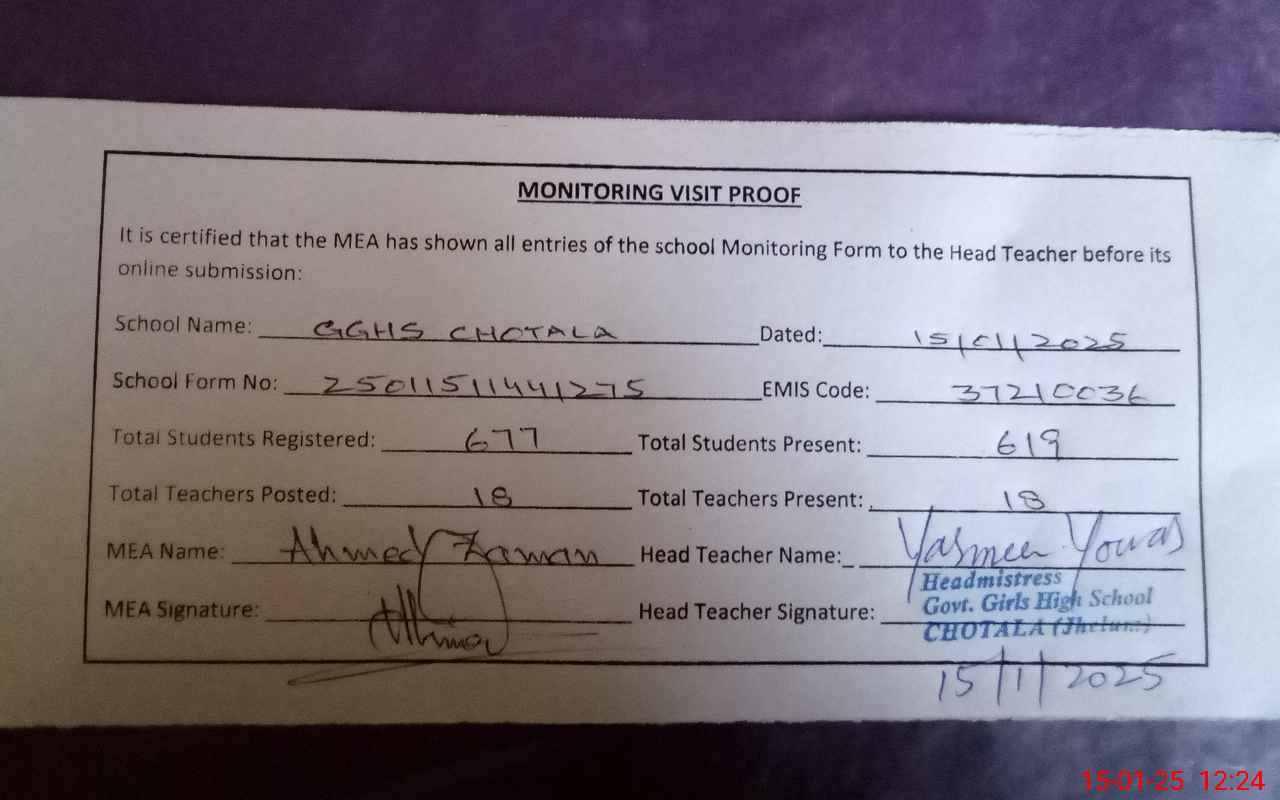 MONITORING VISIT PROOF
It is certified that the MEA has shown all entries of the school Monitoring Form to the Head Teacher before its
online submission:
School Name: GGHS CHOTALA Dated: 15/01/2025
School Form No: 25011511441275 EMIS Code: 37210036
Total Students Registered: 677 Total Students Present: 619
Total Teachers Posted: 18 Total Teachers Present: 18
MEA Name: Ahmed Zaman Head Teacher Name: Yasmeen
Headmistress
MEA Signature: Head Teacher Signature: Govt. Girls High School
CHOTALA (Jhelum)
15/1/2025
15-01-25 12:24